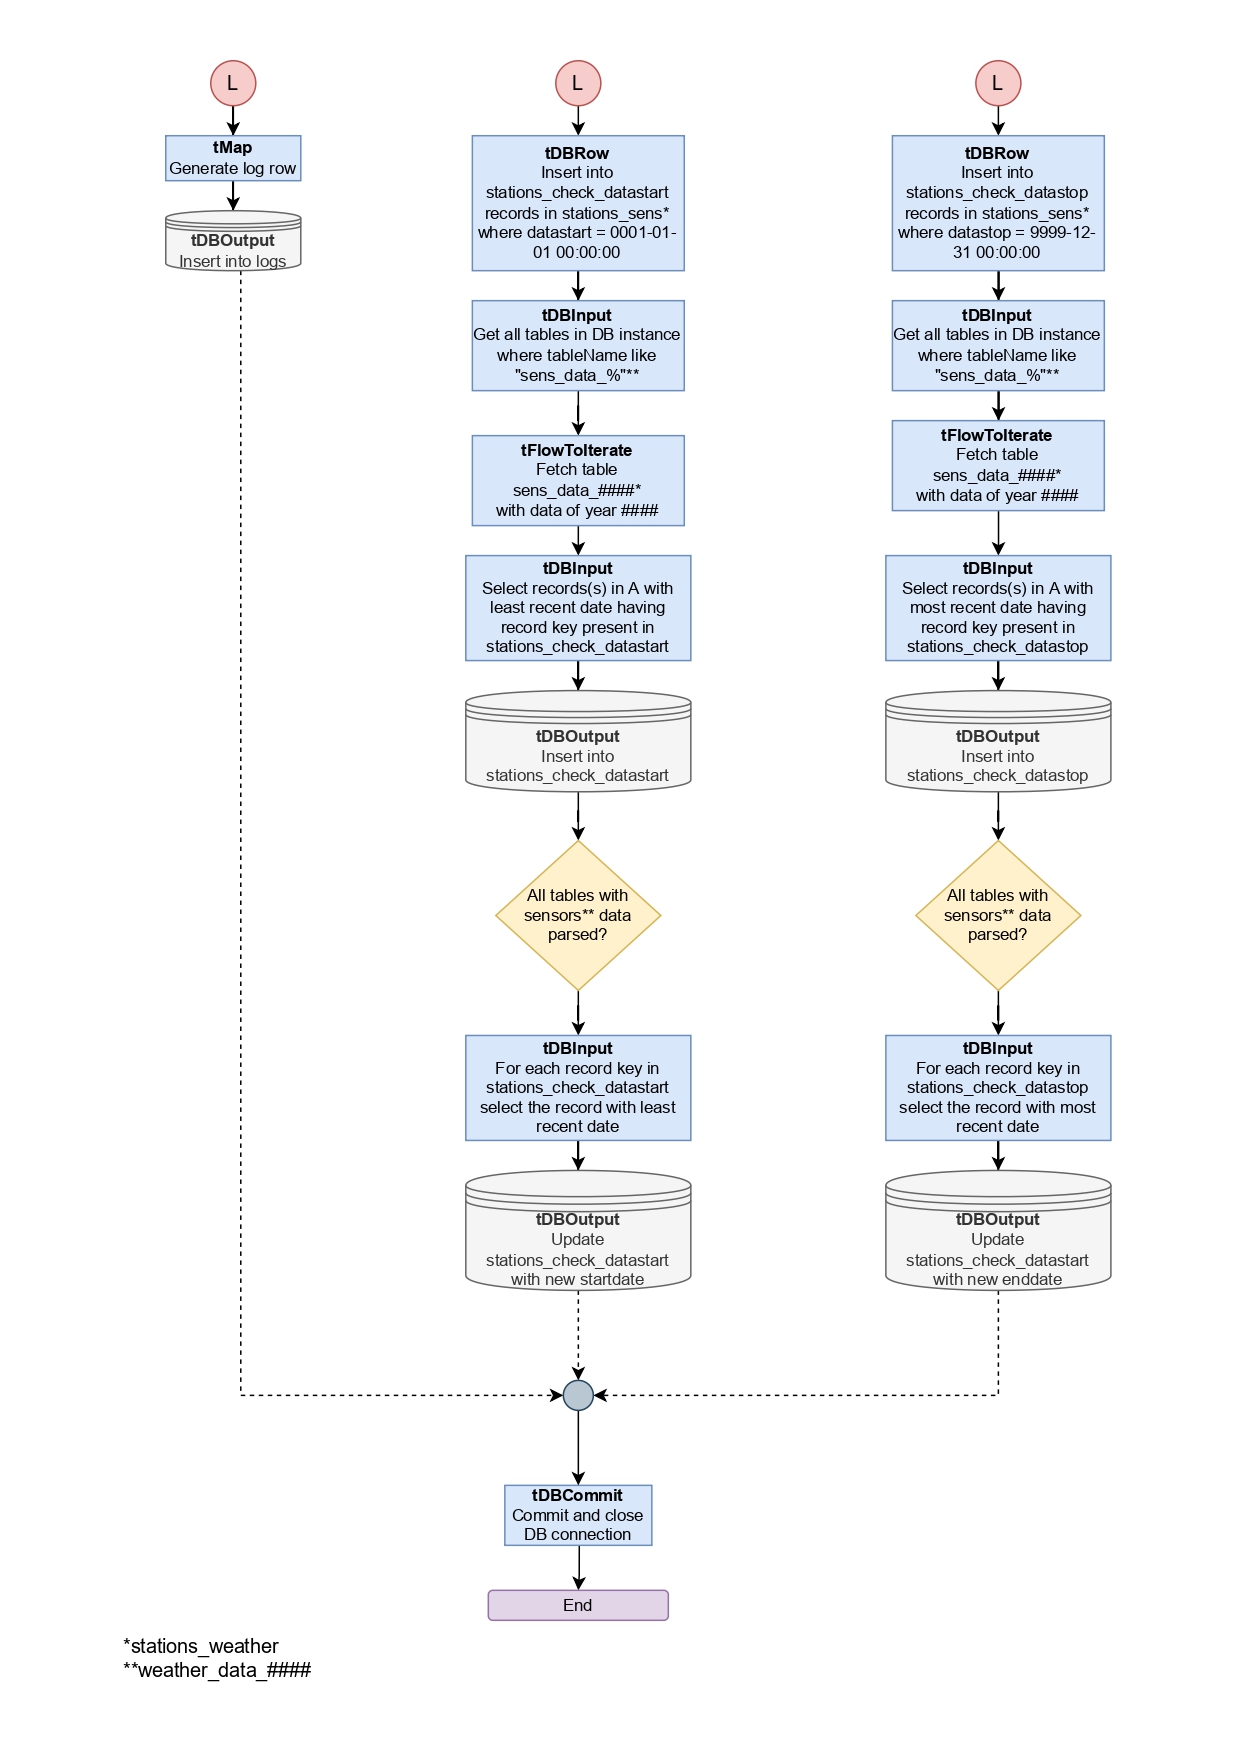 L
tMap
Generate log row
tDBOutput
Insert into logs
L
tDBRow
Insert into
stations_check_datastart
records in stations_sens*
where datastart = 0001-01-
01 00:00:00
tDBInput
Get all tables in DB instance
where tableName like
"sens_data_%"**
tFlowToIterate
Fetch table
sens_data_####*
with data of year ####
tDBInput
Select records(s) in A with
least recent date having
record key present in
stations_check_datastart
tDBOutput
Insert into
stations_check_datastart
All tables with
sensors** data
parsed?
tDBInput
For each record key in
stations_check_datastart
select the record with least
recent date
tDBOutput
Update
stations_check_datastart
with new startdate
L
tDBRow
Insert into
stations_check_datastop
records in stations_sens*
where datastop = 9999-12-
31 00:00:00
tDBInput
Get all tables in DB instance
where tableName like
"sens_data_%"**
tFlowToIterate
Fetch table
sens_data_####*
with data of year ####
tDBInput
Select records(s) in A with
most recent date having
record key present in
stations_check_datastop
tDBOutput
Insert into
stations_check_datastop
All tables with
sensors** data
parsed?
tDBInput
For each record key in
stations_check_datastop
select the record with most
recent date
tDBOutput
Update
stations_check_datastart
with new enddate
tDBCommit
Commit and close
DB connection
End
*stations_weather
**weather_data_####